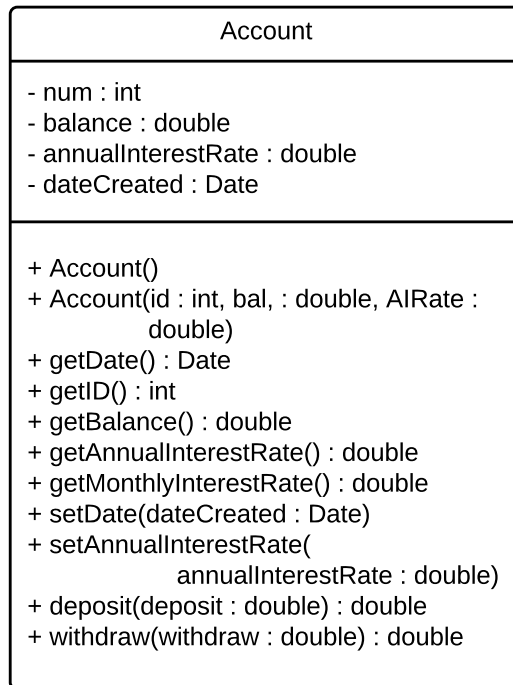 Account
- num : int
- balance : double
- annualInterestRate : double
- dateCreated : Date
+ Account()
+ Account(id : int, bal, : double, AIRate :
double)
+ getDate() : Date
+ getID() : int
+ getBalance() : double
+ getAnnualInterestRate() : double
+ getMonthlyInterestRate() : double
+ setDate(dateCreated : Date)
+ setAnnualInterestRate(
annualInterestRate : double)
+ deposit(deposit : double) : double
+ withdraw(withdraw : double) : double